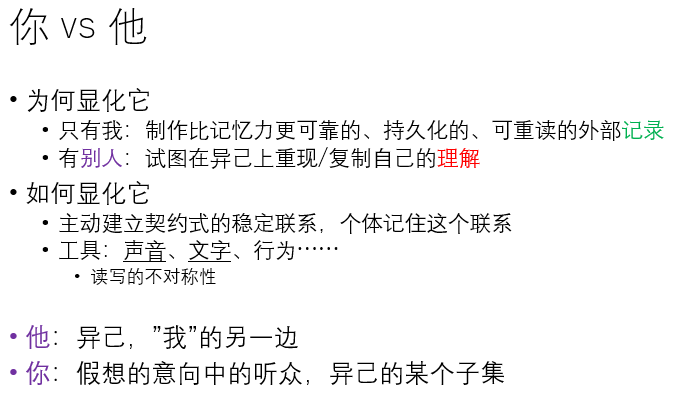 你 vs 他
• 为何显化它
• 只有我：制作比记忆力更可靠的、持久化的、可重读的外部记录
• 有别人：试图在异己上重现/复制自己的理解
• 如何显化它
• 主动建立契约式的稳定联系，个体记住这个联系
• 工具：声音、文字、行为……
• 读写的不对称性
• 他：异己，”我”的另一边
• 你：假想的意向中的听众，异己的某个子集